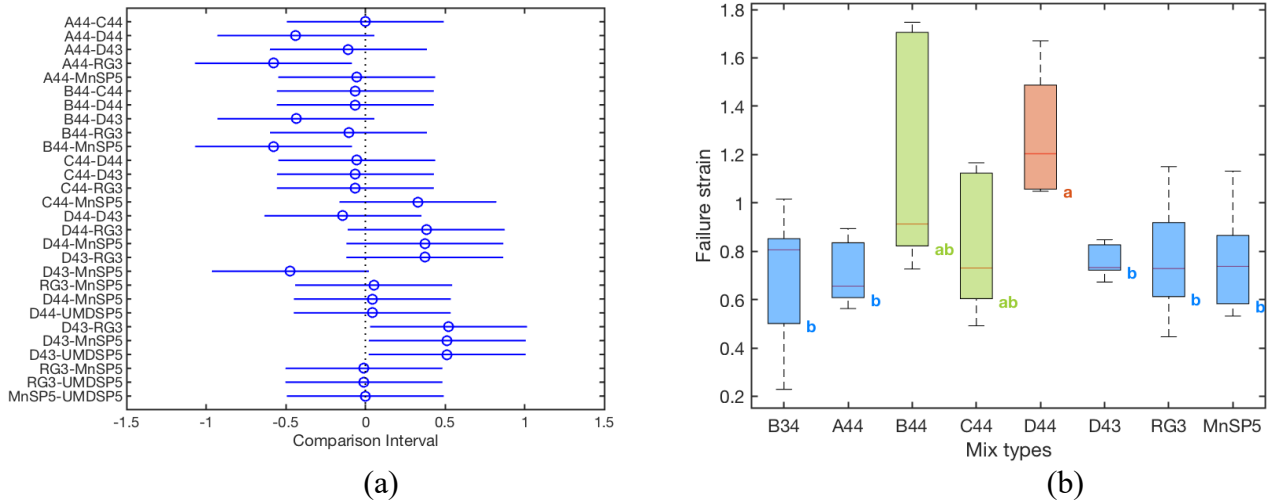 A44-C44
A44-D44
A44-D43
A44-RG3
A44-MnSP5
B44-C44
B44-D44
B44-D43
B44-RG3
B44-MnSP5
C44-D44
C44-D43
C44-RG3
C44-MnSP5
D44-D43
D44-RG3
D44-MnSP5
D43-RG3
D43-MnSP5
RG3-MnSP5
D44-MnSP5
D44-UMDSP5
D43-RG3
D43-MnSP5
D43-UMDSP5
RG3-MnSP5
RG3-UMDSP5
MnSP5-UMDSP5
-1.5 -1 -0.5 0 0.5 1 1.5
Comparison Interval
(a)
Failure strain
1.8
1.6
1.4
1.2
1
0.8
0.6
0.4
0.2
b
b
ab
ab
a
b
b
b
B34 A44 B44 C44 D44 D43 RG3 MnSP5
Mix types
(b)